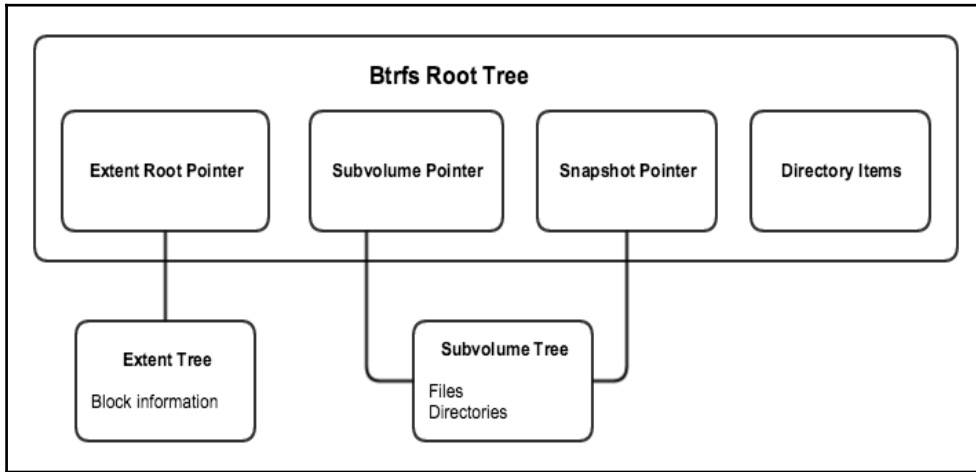 Btrfs Root Tree
Extent Root Pointer
Subvolume Pointer
Snapshot Pointer
Directory Items
Extent Tree
Block information
Subvolume Tree
Files
Directories